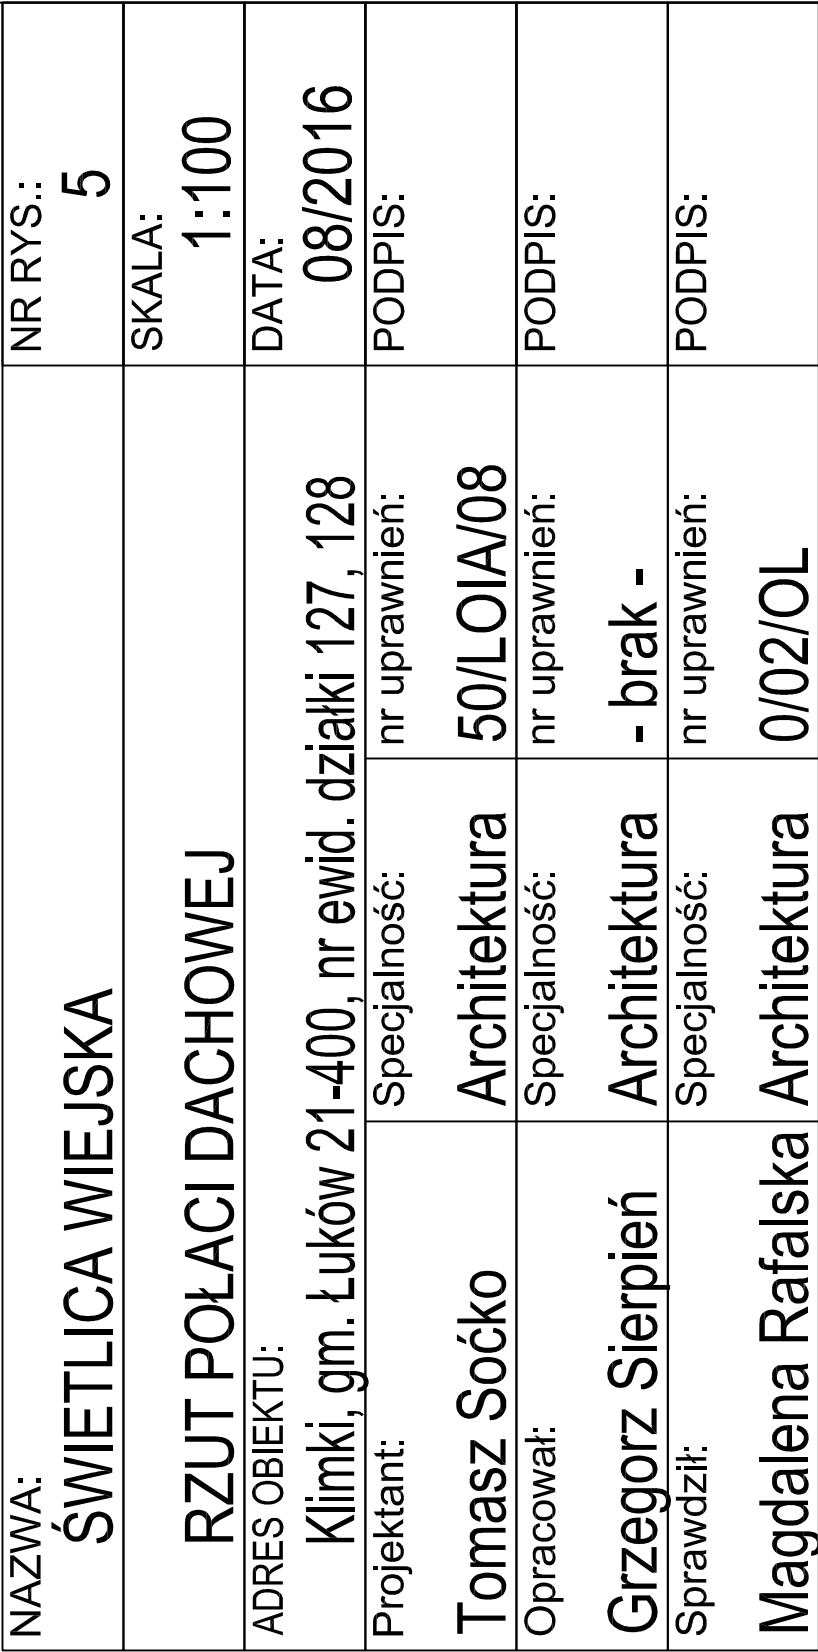 NAZWA:
ŚWIETLICA WIEJSKA
NR RYS.:
5
RZUT POŁACI DACHOWEJ
SKALA:
1:100
ADRES OBIEKTU:
Klimki, gm. Łuków 21-400, nr ewid. działki 127, 128
DATA:
08/2016
Projektant:
Tomasz Soćko
Specjalność:
Architektura
nr uprawnień:
50/LOIA/08
PODPIS:
Opracował:
Grzegorz Sierpień
Specjalność:
Architektura
nr uprawnień:
- brak -
PODPIS:
Sprawdził:
Magdalena Rafalska
Specjalność:
Architektura
nr uprawnień:
0/02/OL
PODPIS: